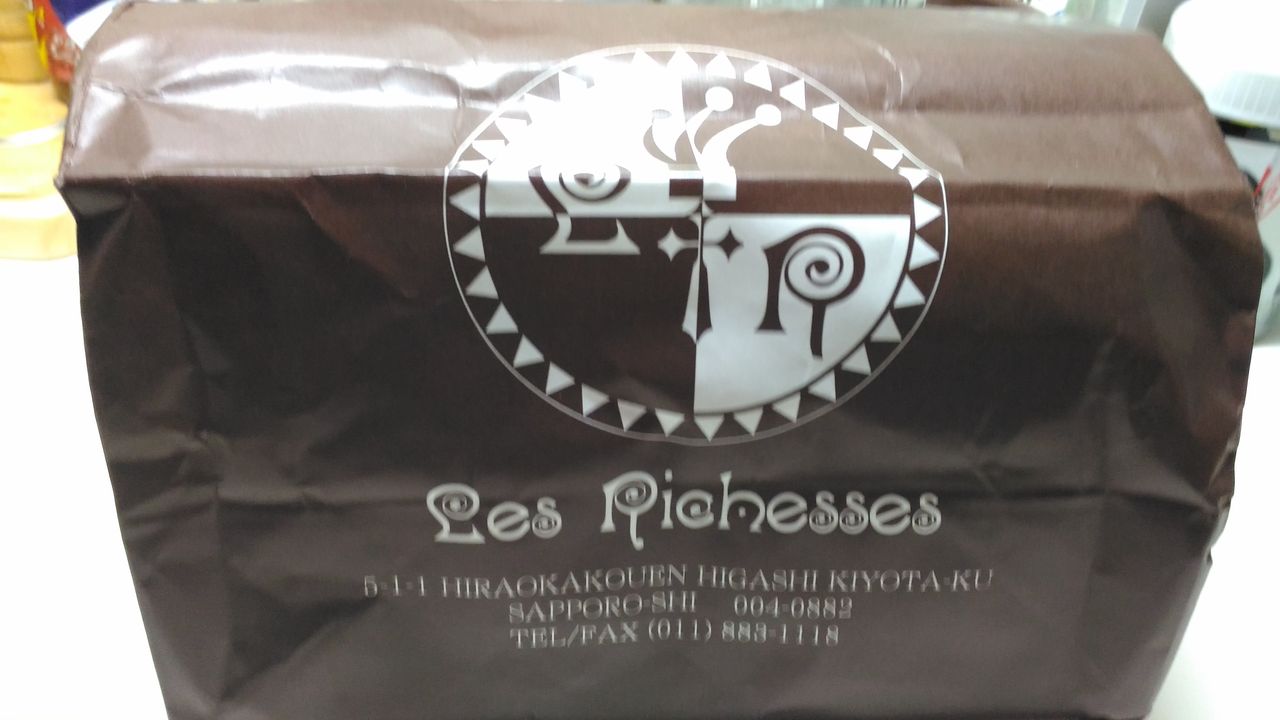 L R
Les Richesses
5-1-1 HIRAOKAKOUEN HIGASHI KIYOTA-KU
SAPPORO-SHI 004-0882
TEL/FAX (011) 883-1118